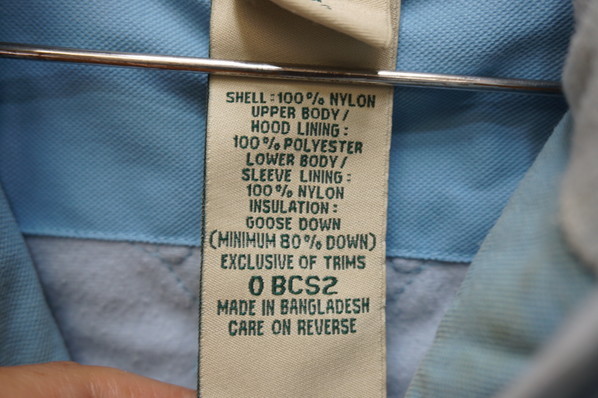 SHELL:100% NYLON
UPPER BODY/
HOOD LINING:
100% POLYESTER
LOWER BODY/
SLEEVE LINING:
100% NYLON
INSULATION:
GOOSE DOWN
(MINIMUM 80% DOWN)
EXCLUSIVE OF TRIMS
0 BCS2
MADE IN BANGLADESH
CARE ON REVERSE